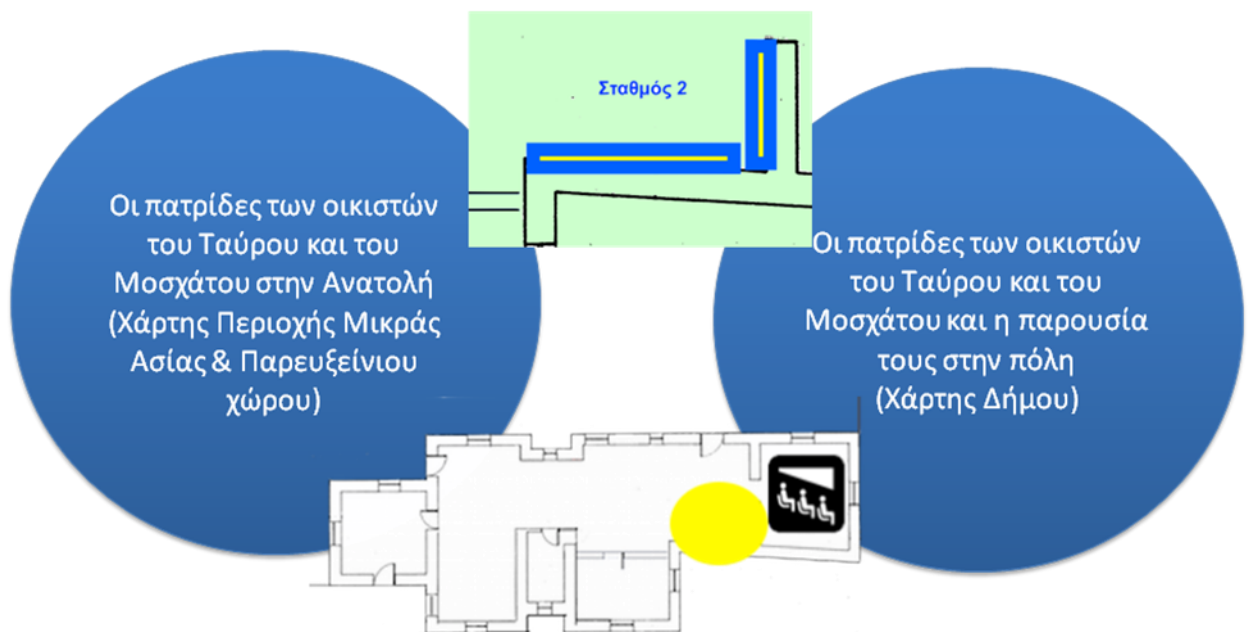 Σταθμός 2
Οι πατρίδες των οικιστών
του Ταύρου και του
Μοσχάτου στην Ανατολή
(Χάρτης Περιοχής Μικράς
Ασίας & Παρευξείνιου
χώρου)
Οι πατρίδες των οικιστών
του Ταύρου και του
Μοσχάτου και η παρουσία
τους στην πόλη
(Χάρτης Δήμου)